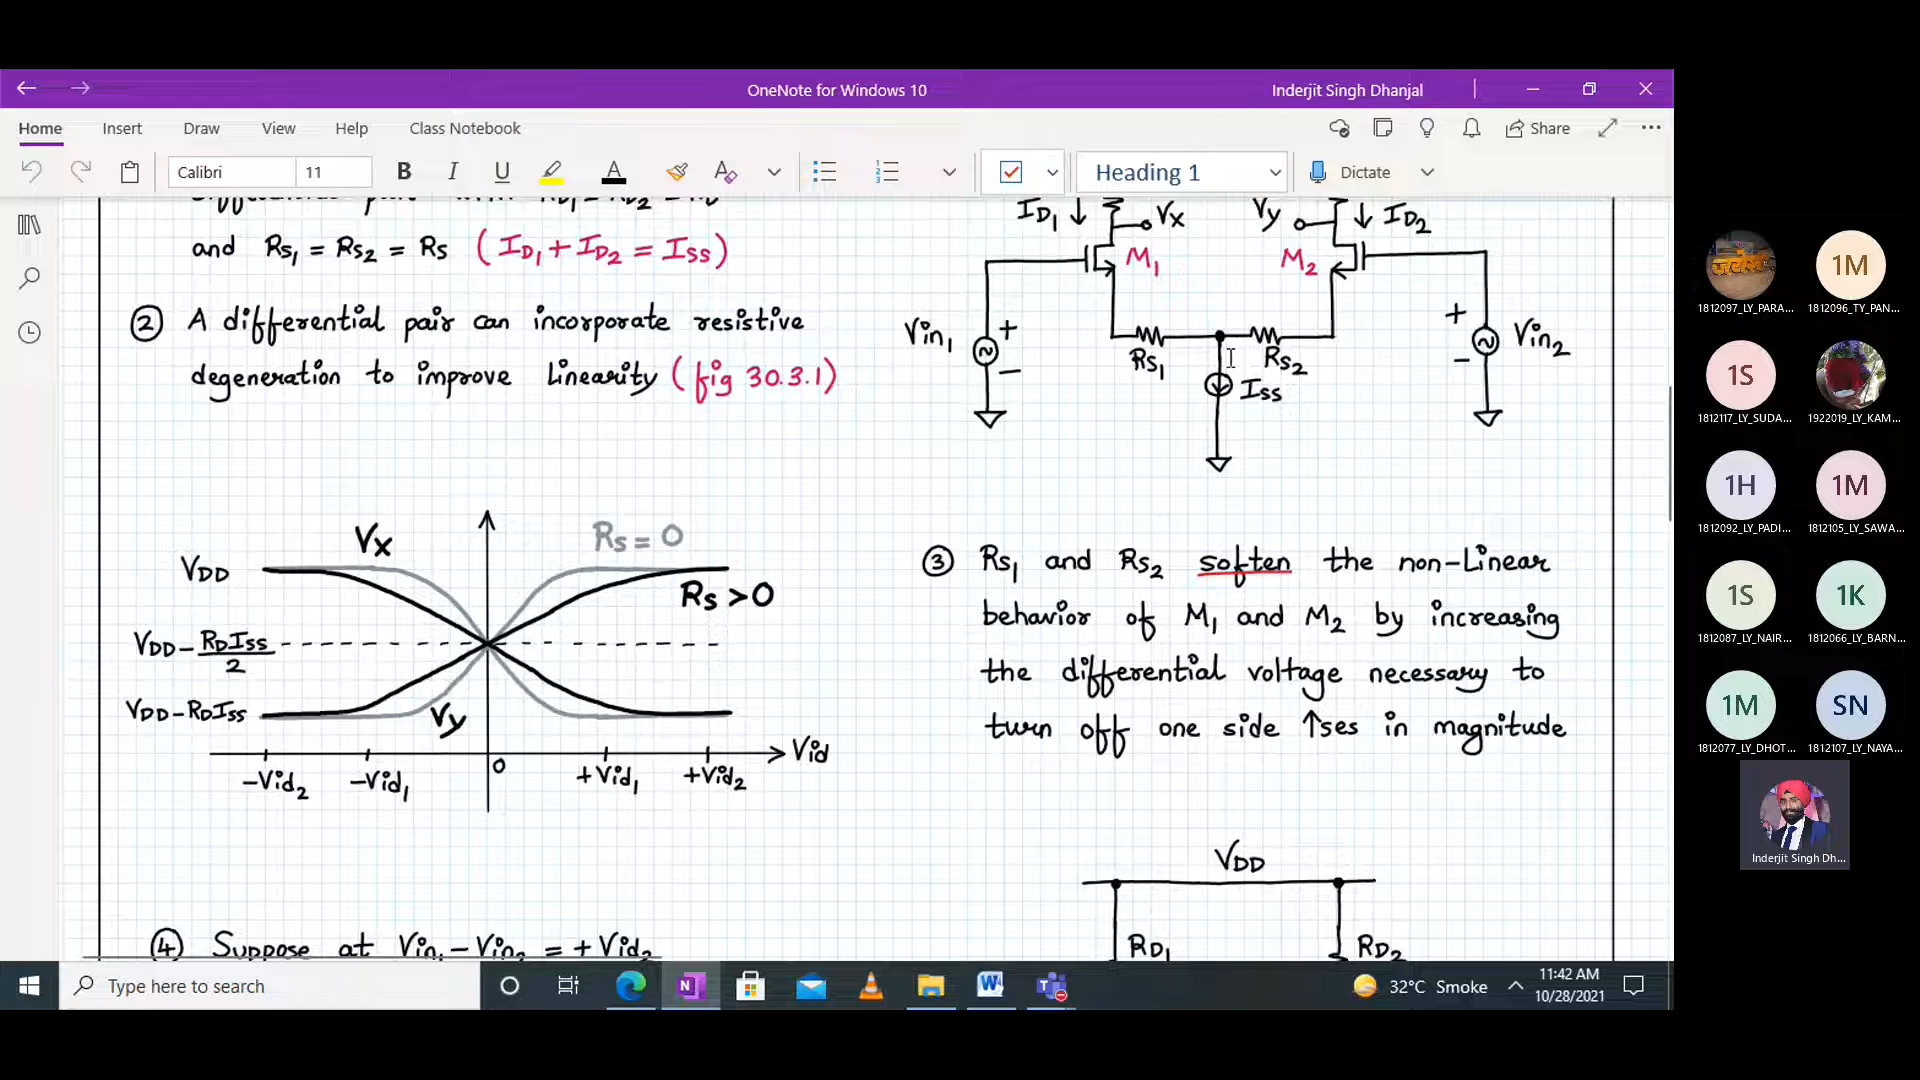 OneNote for Windows 10
Inderjit Singh Dhanjal
Home Insert Draw View Help Class Notebook
Share
Calibri 11 B I U A
Heading 1
Dictate
and RS1 = RS2 = RS (ID1 + ID2 = ISS)
② A differential pair can incorporate resistive
degeneration to improve Linearity (fig 30.3.1)
ID1 ↓ Vx Vy ↓ ID2
M1 M2
Vin1 + − RS1 RS2 + − Vin2
ISS
Vx RS = 0
VDD
RS > 0
VDD − RDISS/2
VDD − RDISS
Vy
Vid
−Vid2 −Vid1 0 +Vid1 +Vid2
③ RS1 and RS2 soften the non-Linear
behavior of M1 and M2 by increasing
the differential voltage necessary to
turn off one side ↑ses in magnitude
VDD
RD1 RD2
④ Suppose at Vin1 − Vin2 = +Vid2
Type here to search
32°C Smoke
11:42 AM
10/28/2021
1M
1812097_LY_PARA... 1812096_TY_PAN...
1S
1812117_LY_SUDA... 1922019_LY_KAM...
1H 1M
1812092_LY_PADI... 1812105_LY_SAWA...
1S 1K
1812087_LY_NAIR... 1812066_LY_BARN...
1M SN
1812077_LY_DHOT... 1812107_LY_NAYA...
Inderjit Singh Dh...